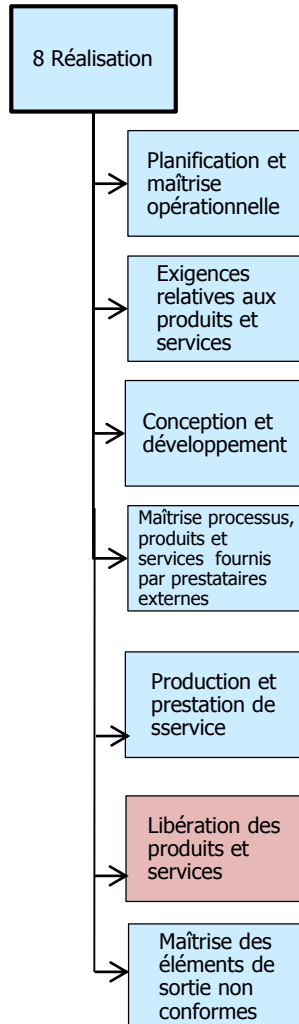 8 Réalisation
Planification et
maîtrise
opérationnelle
Exigences
relatives aux
produits et
services
Conception et
développement
Maîtrise processus,
produits et
services fournis
par prestataires
externes
Production et
prestation de
sservice
Libération des
produits et
services
Maîtrise des
éléments de
sortie non
conformes